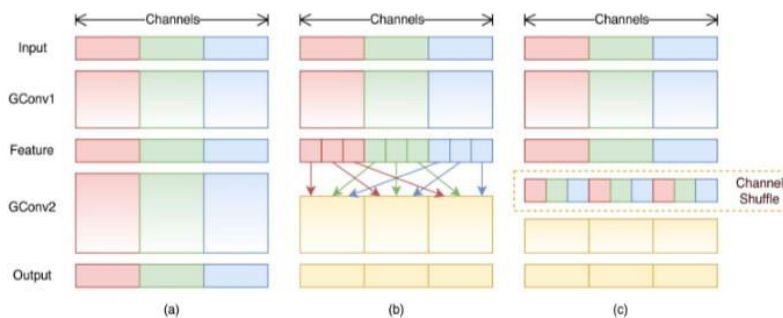 Channels Channels Channels
Input
GConv1
Feature
Channel
Shuffle
GConv2
Output
(a) (b) (c)